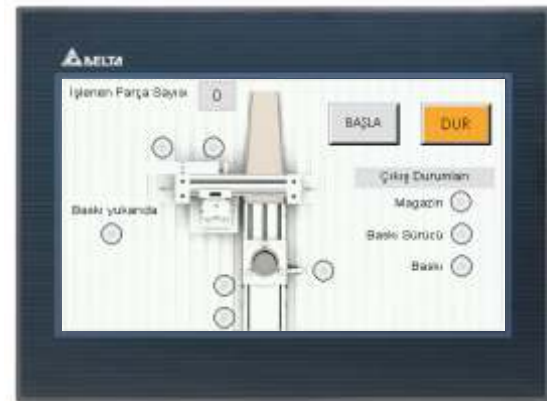 DELTA
İşlenen Parça Sayısı 0
BAŞLA
DUR
Çıkış Durumları
Magazin
Baskı yukarıda
Baskı Sürücü
Baskı